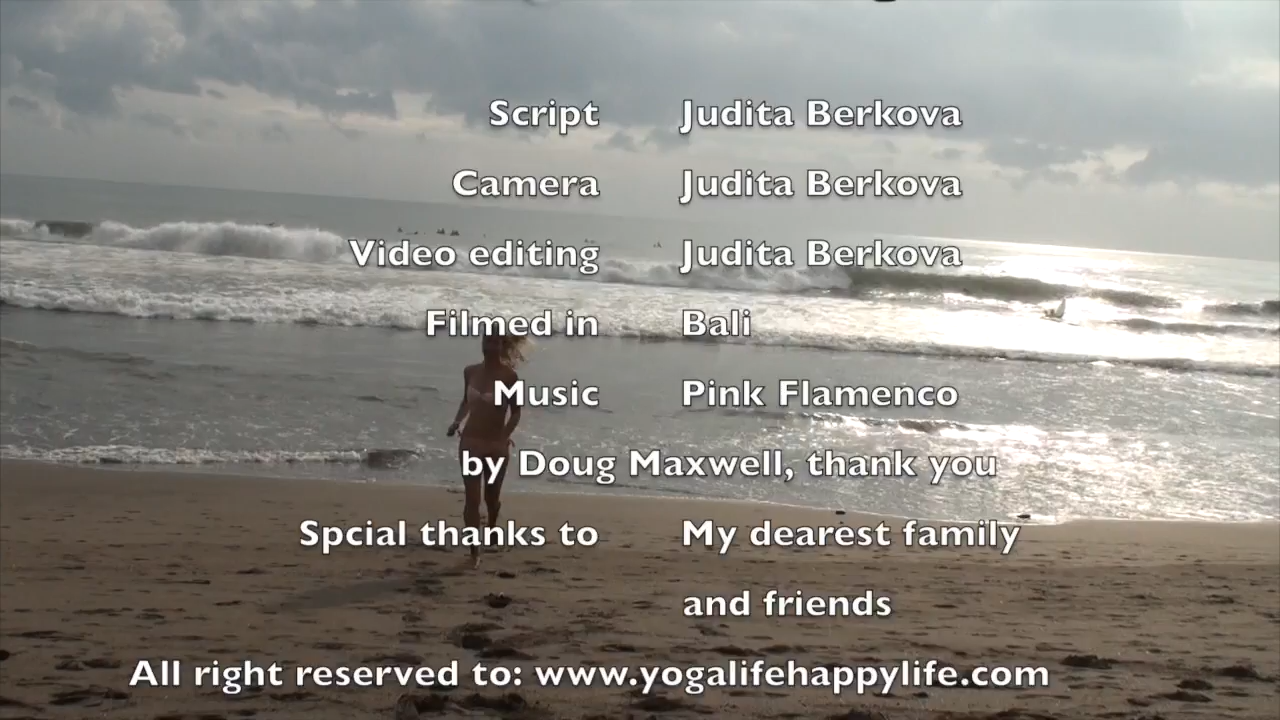 Script Judita Berkova
Camera Judita Berkova
Video editing Judita Berkova
Filmed in Bali
Music Pink Flamenco
by Doug Maxwell, thank you
Spcial thanks to My dearest family
and friends
All right reserved to: www.yogalifehappylife.com